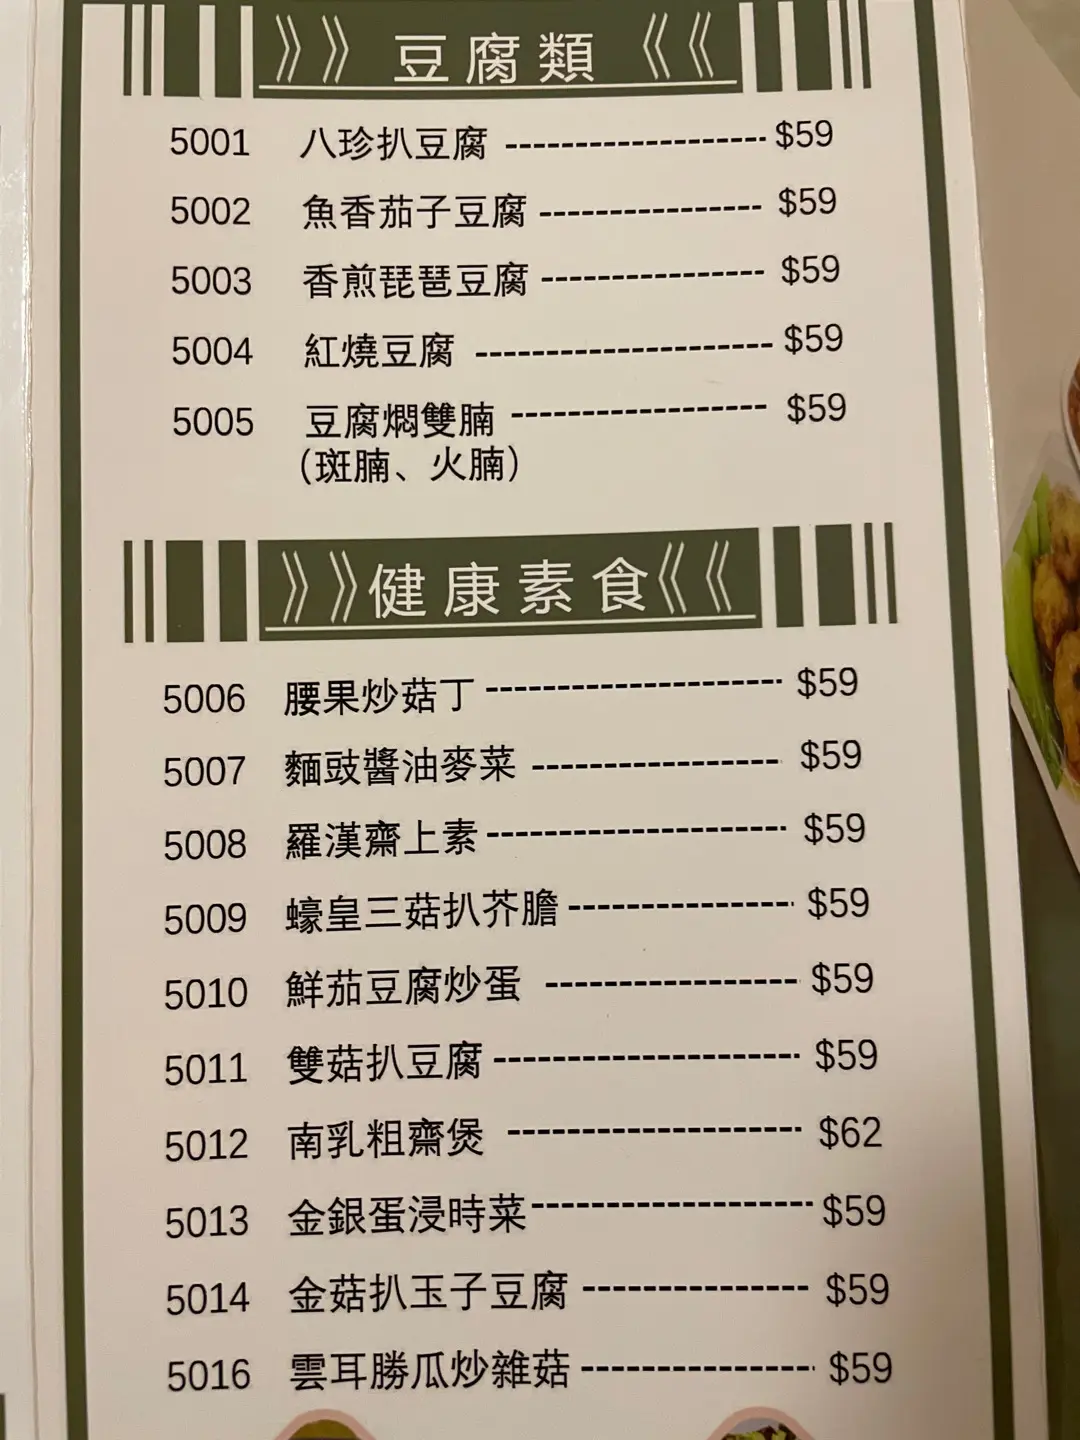 》》 豆腐類 《《
5001 八珍扒豆腐 ------------------- $59
5002 魚香茄子豆腐 ---------------- $59
5003 香煎琵琶豆腐 ---------------- $59
5004 紅燒豆腐 --------------------- $59
5005 豆腐燜雙腩 ------------------ $59
（斑腩、火腩）
》》健康素食《《
5006 腰果炒菇丁 -------------------- $59
5007 麵豉醬油麥菜 ----------------- $59
5008 羅漢齋上素 -------------------- $59
5009 蠔皇三菇扒芥膽 --------------- $59
5010 鮮茄豆腐炒蛋 ----------------- $59
5011 雙菇扒豆腐 --------------------- $59
5012 南乳粗齋煲 -------------------- $62
5013 金銀蛋浸時菜 ------------------- $59
5014 金菇扒玉子豆腐 --------------- $59
5016 雲耳勝瓜炒雜菇 --------------- $59